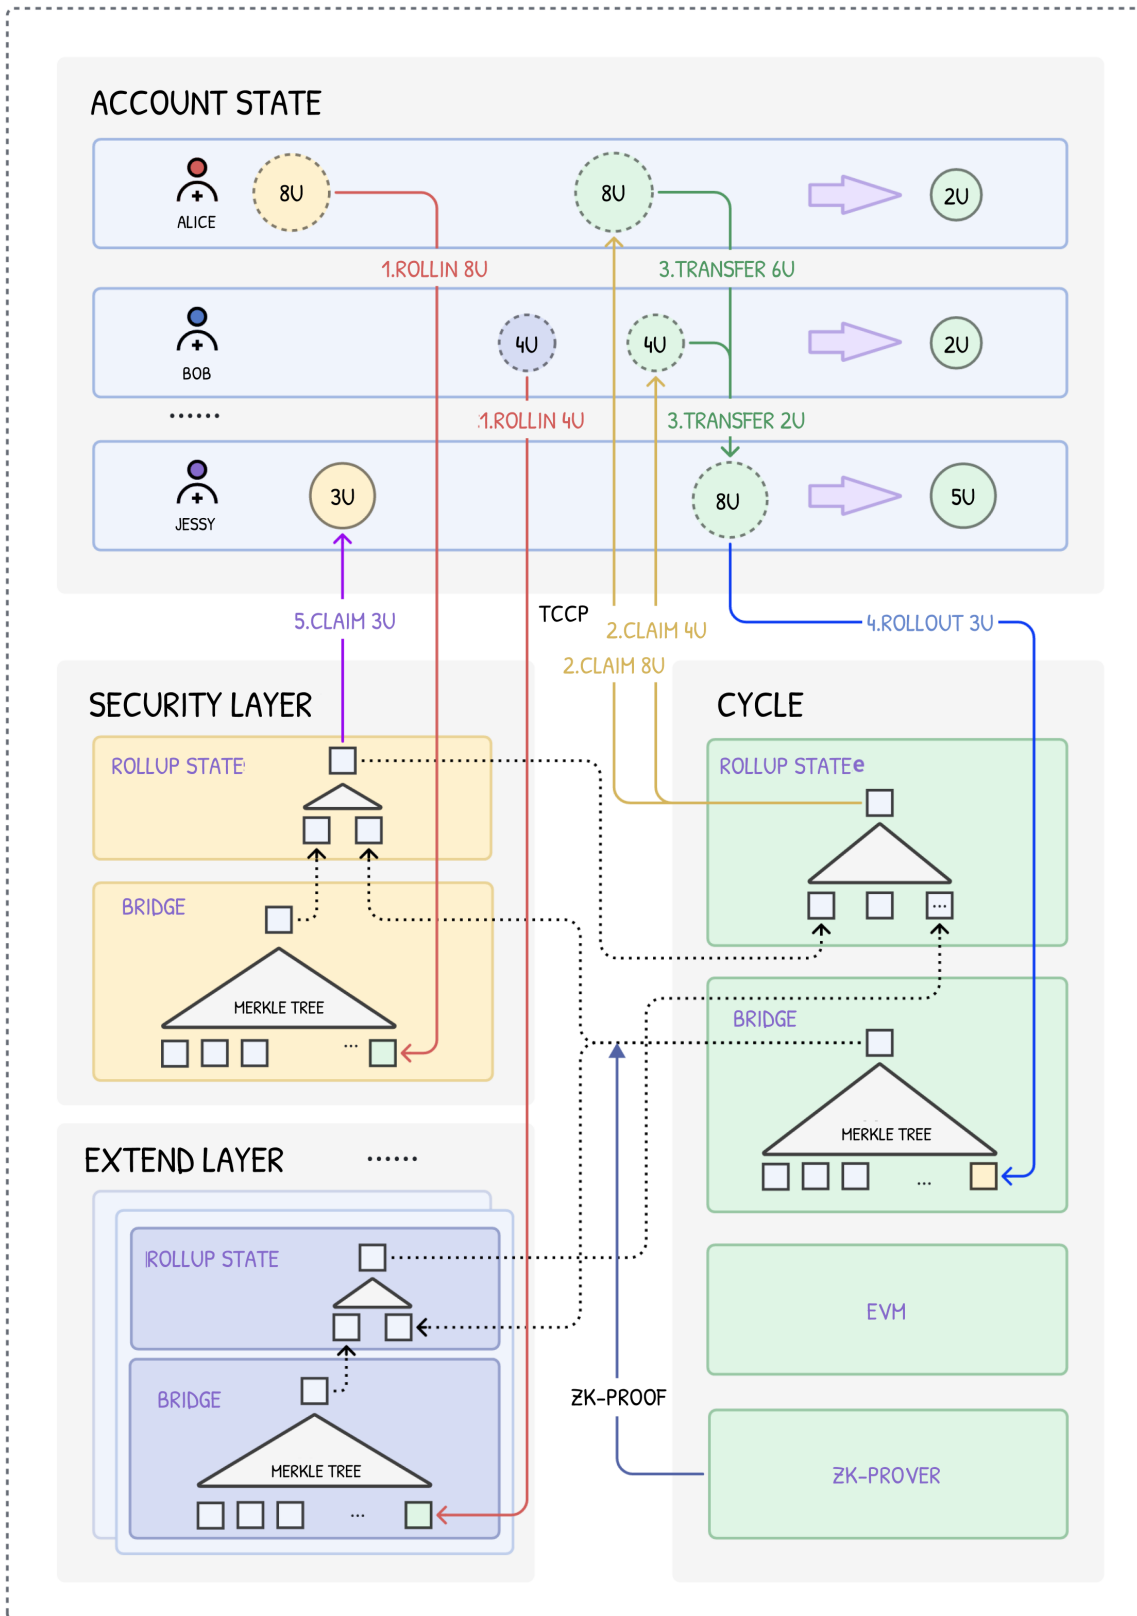 ACCOUNT STATE
8U
8U
2U
ALICE
1.ROLLIN 8U
3.TRANSFER 6U
4U
4U
2U
BOB
......
1.ROLLIN 4U
3.TRANSFER 2U
3U
8U
5U
JESSY
TCCP
5.CLAIM 3U
2.CLAIM 4U
4.ROLLOUT 3U
2.CLAIM 8U
SECURITY LAYER
CYCLE
ROLLUP STATE
ROLLUP STATEe
...
BRIDGE
MERKLE TREE
...
BRIDGE
MERKLE TREE
...
EXTEND LAYER ......
ROLLUP STATE
EVM
BRIDGE
ZK-PROOF
MERKLE TREE
ZK-PROVER
...